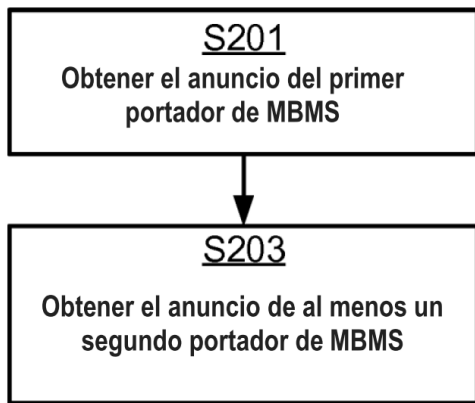 S201
Obtener el anuncio del primer
portador de MBMS
S203
Obtener el anuncio de al menos un
segundo portador de MBMS